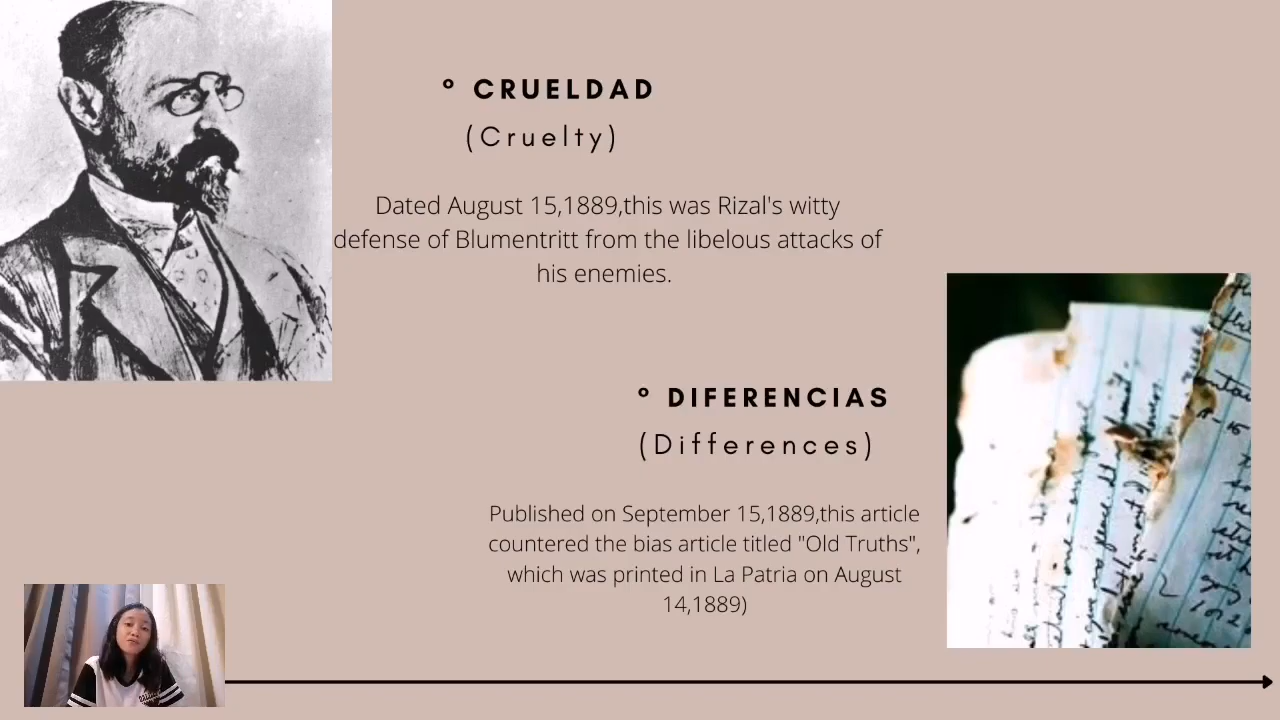 ° CRUELDAD
(Cruelty)
Dated August 15,1889,this was Rizal's witty
defense of Blumentritt from the libelous attacks of
his enemies.
° DIFERENCIAS
(Differences)
Published on September 15,1889,this article
countered the bias article titled "Old Truths",
which was printed in La Patria on August
14,1889)